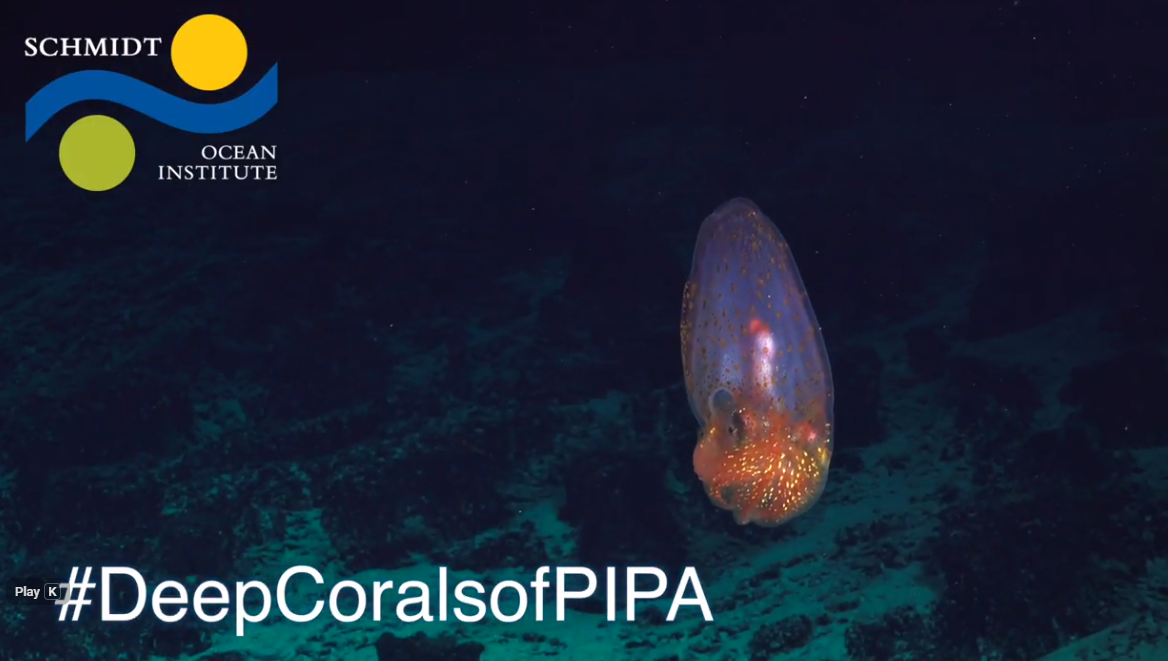 SCHMIDT
OCEAN
INSTITUTE
Play K
#DeepCoralsofPIPA